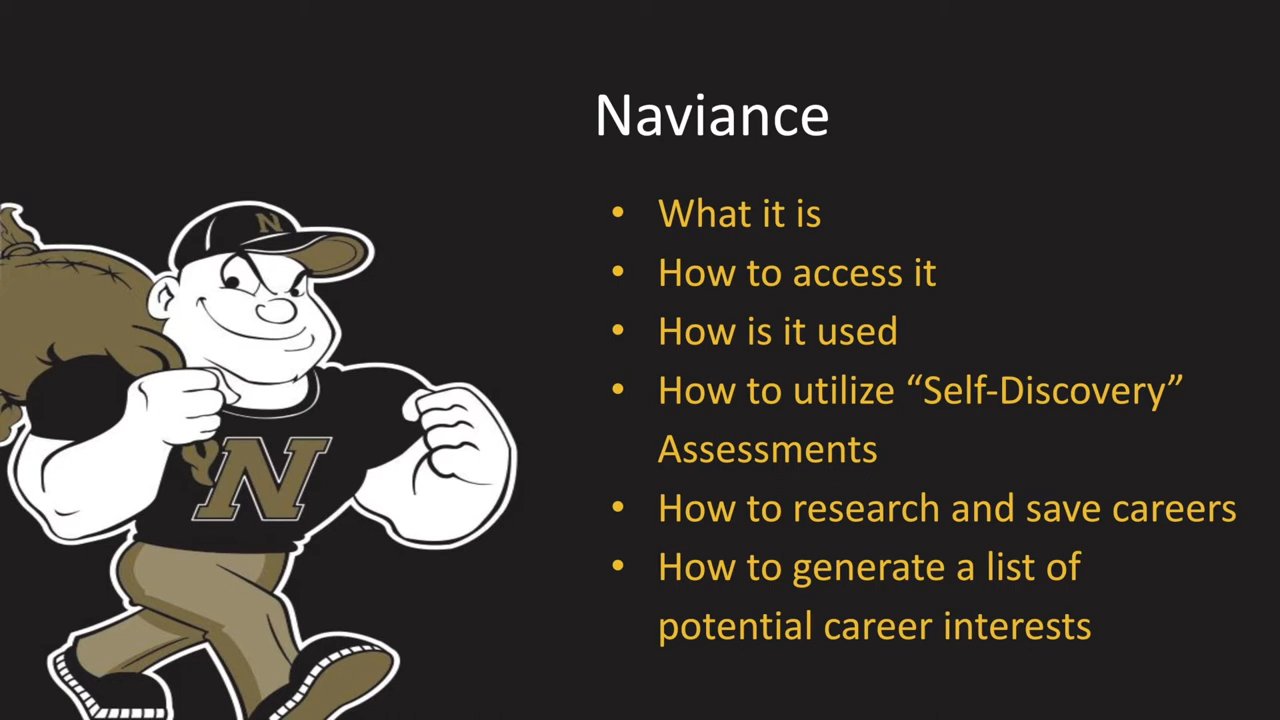 Naviance
• What it is
• How to access it
• How is it used
• How to utilize “Self-Discovery”
Assessments
• How to research and save careers
• How to generate a list of
potential career interests
N
N